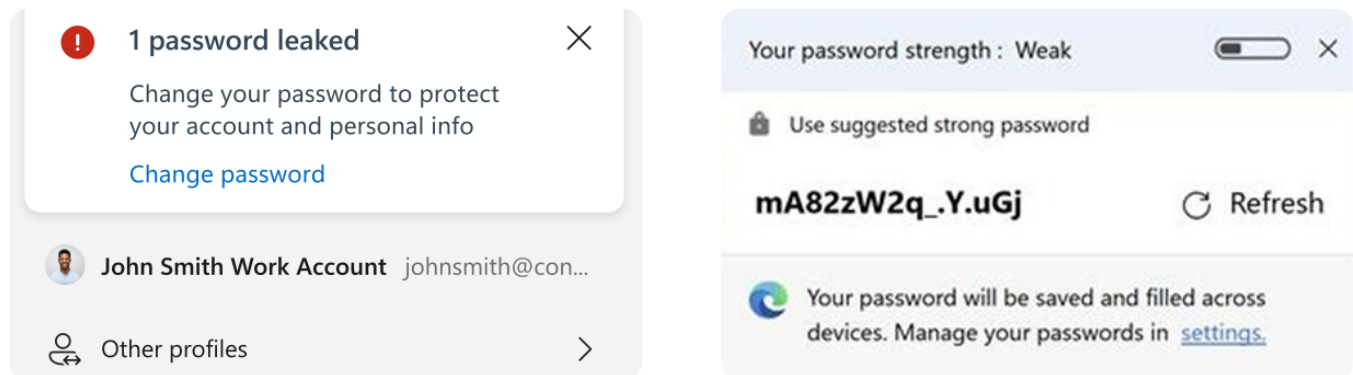 1 password leaked
Change your password to protect
your account and personal info
Change password
John Smith Work Account johnsmith@con...
Other profiles
Your password strength : Weak
Use suggested strong password
mA82zW2q_.Y.uGj
Refresh
Your password will be saved and filled across
devices. Manage your passwords in settings.